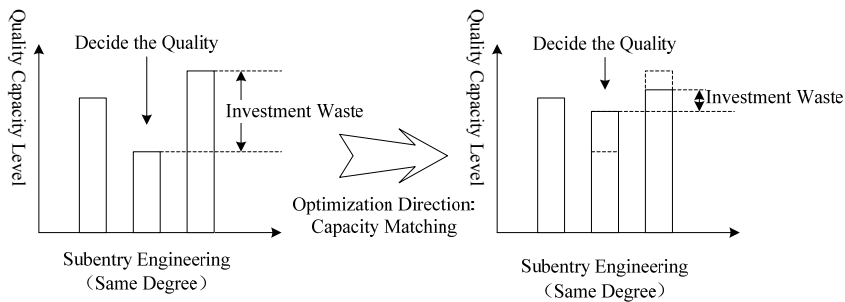 Quality Capacity Level
Decide the Quality
Investment Waste
Subentry Engineering
（Same Degree）
Optimization Direction:
Capacity Matching
Quality Capacity Level
Decide the Quality
Investment Waste
Subentry Engineering
（Same Degree）